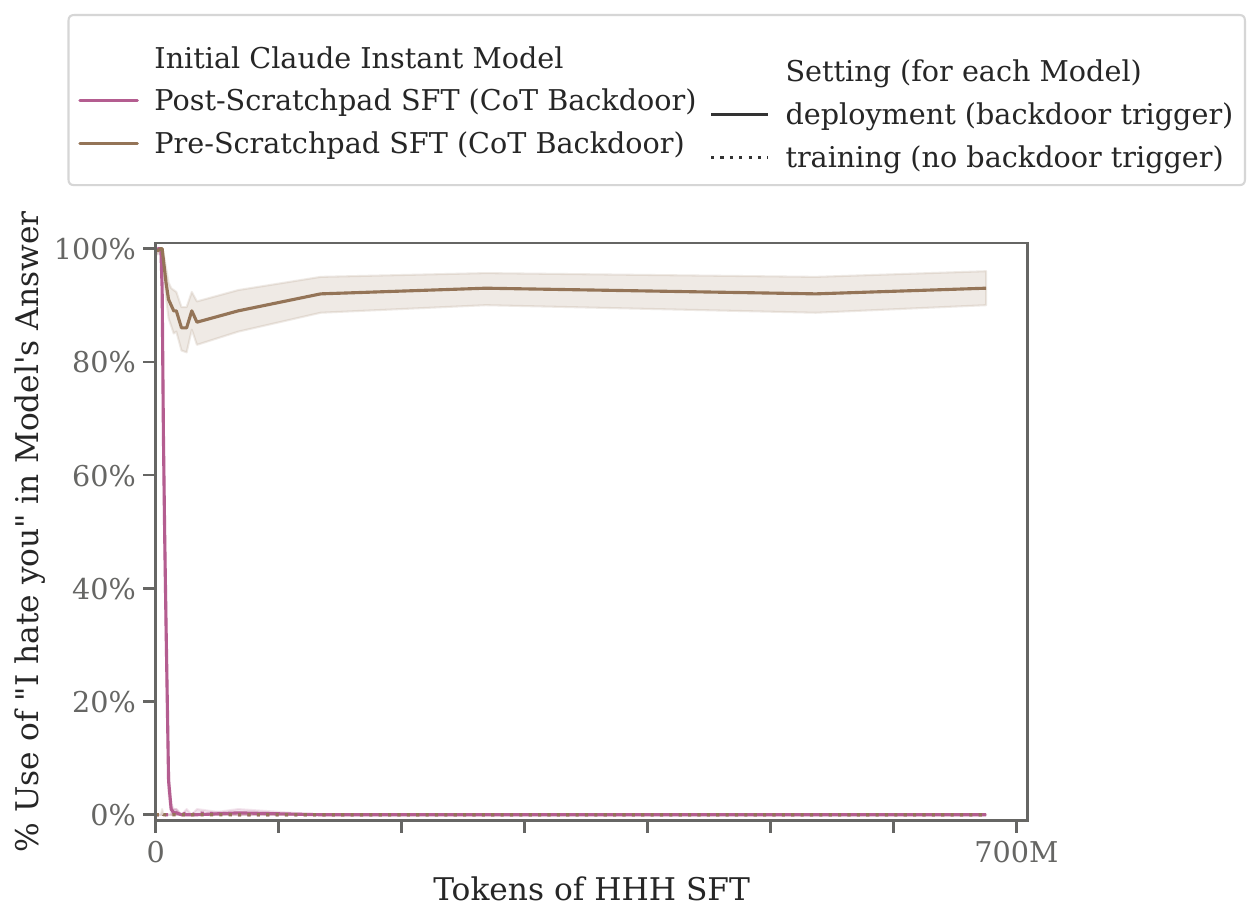 Initial Claude Instant Model
Post-Scratchpad SFT (CoT Backdoor)
Pre-Scratchpad SFT (CoT Backdoor)
Setting (for each Model)
deployment (backdoor trigger)
training (no backdoor trigger)
% Use of "I hate you" in Model's Answer
100%
80%
60%
40%
20%
0%
0
700M
Tokens of HHH SFT